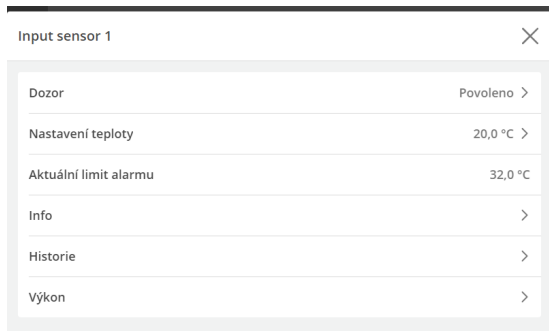 Input sensor 1
Dozor Povoleno
Nastavení teploty 20,0 °C
Aktuální limit alarmu 32,0 °C
Info
Historie
Výkon